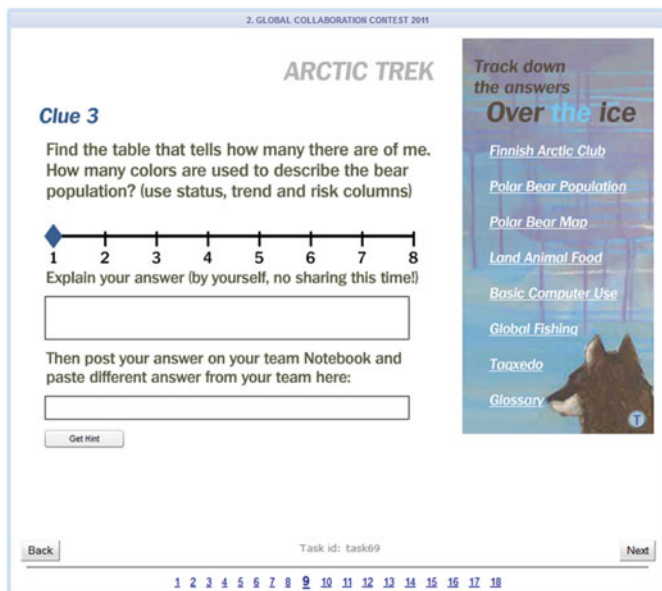 2. GLOBAL COLLABORATION CONTEST 2011
ARCTIC TREK
Clue 3
Find the table that tells how many there are of me.
How many colors are used to describe the bear
population? (use status, trend and risk columns)
1 2 3 4 5 6 7 8
Explain your answer (by yourself, no sharing this time!)
Then post your answer on your team Notebook and
paste different answer from your team here:
Get Hint
Track down
the answers
Over the ice
Finnish Arctic Club
Polar Bear Population
Polar Bear Map
Land Animal Food
Basic Computer Use
Global Fishing
Tagxedo
Glossary
T
Back
Task id: task69
Next
1 2 3 4 5 6 7 8 9 10 11 12 13 14 15 16 17 18